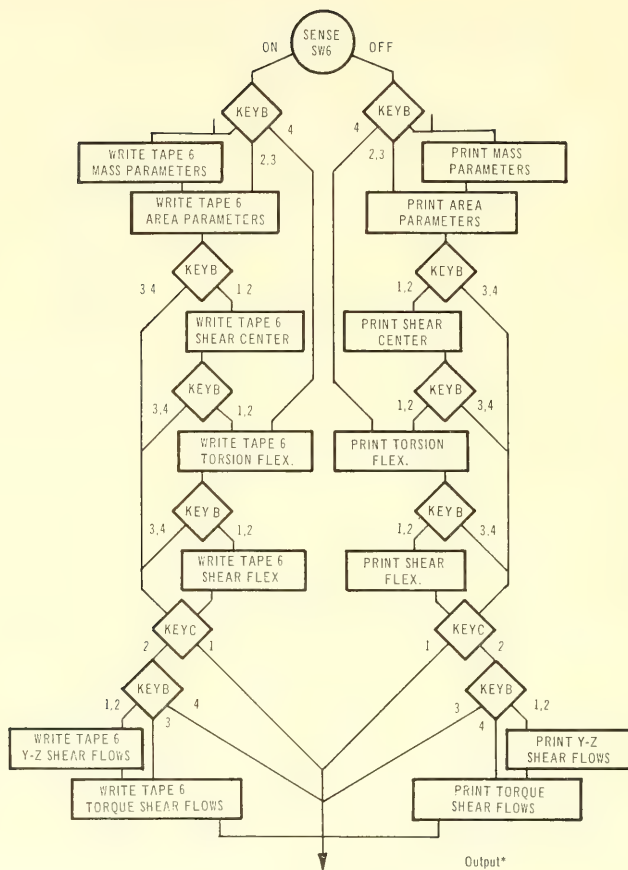 SENSE
SW6
ON
OFF
KEYB
KEYB
4
4
WRITE TAPE 6
MASS PARAMETERS
2,3
2,3
PRINT MASS
PARAMETERS
WRITE TAPE 6
AREA PARAMETERS
PRINT AREA
PARAMETERS
KEYB
KEYB
3 4
1 2
1,2
3,4
WRITE TAPE 6
SHEAR CENTER
PRINT SHEAR
CENTER
KEYB
KEYB
3,4
1,2
1,2
3,4
WRITE TAPE 6
TORSION FLEX.
PRINT TORSION
FLEX.
KEYB
KEYB
3,4
1,2
1,2
3,4
WRITE TAPE 6
SHEAR FLEX
PRINT SHEAR
FLEX.
KEYC
KEYC
2
1
1
2
KEYB
KEYB
1,2
4
3
3
4
1,2
WRITE TAPE 6
Y-Z SHEAR FLOWS
PRINT Y-Z
SHEAR FLOWS
WRITE TAPE 6
TORQUE SHEAR FLOWS
PRINT TORQUE
SHEAR FLOWS
Output*